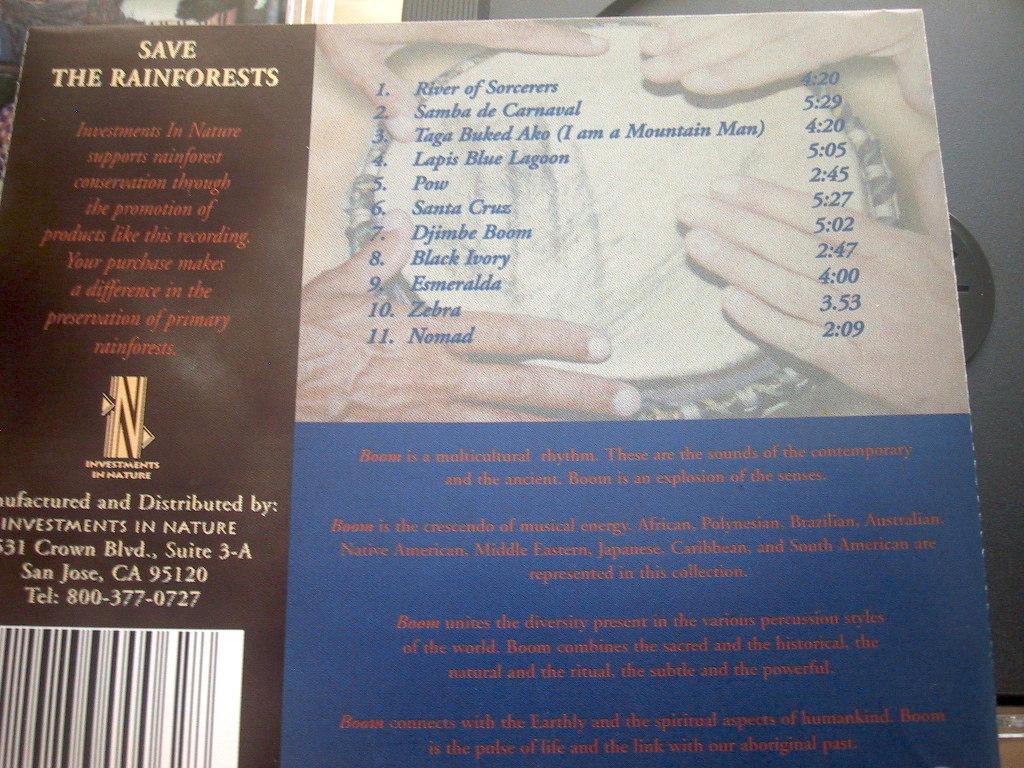 SAVE
THE RAINFORESTS
Investments In Nature
supports rainforest
conservation through
the promotion of
products like this recording.
Your purchase makes
a difference in the
preservation of primary
rainforests.
N
INVESTMENTS
IN NATURE
ufactured and Distributed by:
INVESTMENTS IN NATURE
531 Crown Blvd., Suite 3-A
San Jose, CA 95120
Tel: 800-377-0727
1. River of Sorcerers 4:20
2. Samba de Carnaval 5:29
3. Taga Buked Ako (I am a Mountain Man) 4:20
4. Lapis Blue Lagoon 5:05
5. Pow 2:45
6. Santa Cruz 5:27
7. Djimbe Boom 5:02
8. Black Ivory 2:47
9. Esmeralda 4:00
10. Zebra 3.53
11. Nomad 2:09
Boom is a multicultural rhythm. These are the sounds of the contemporary
and the ancient. Boom is an explosion of the senses.
Boom is the crescendo of musical energy. African, Polynesian, Brazilian, Australian,
Native American, Middle Eastern, Japanese, Caribbean, and South American are
represented in this collection.
Boom unites the diversity present in the various percussion styles
of the world. Boom combines the sacred and the historical, the
natural and the ritual, the subtle and the powerful.
Boom connects with the Earthly and the spiritual aspects of humankind. Boom
is the pulse of life and the link with our aboriginal past.